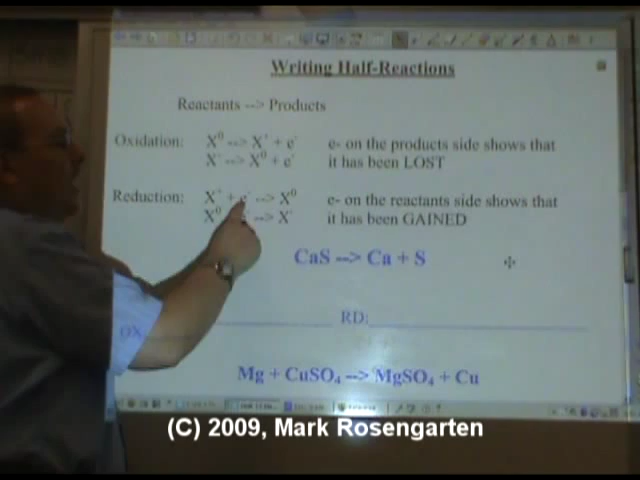 Writing Half-Reactions
Reactants --> Products
Oxidation: X⁰ --> X⁺ + e⁻ e- on the products side shows that
X⁻ --> X⁰ + e⁻ it has been LOST
Reduction: X⁺ + e⁻ --> X⁰ e- on the reactants side shows that
X⁰ --> X⁻ it has been GAINED
CaS --> Ca + S
OX RD:
Mg + CuSO₄ --> MgSO₄ + Cu
(C) 2009, Mark Rosengarten